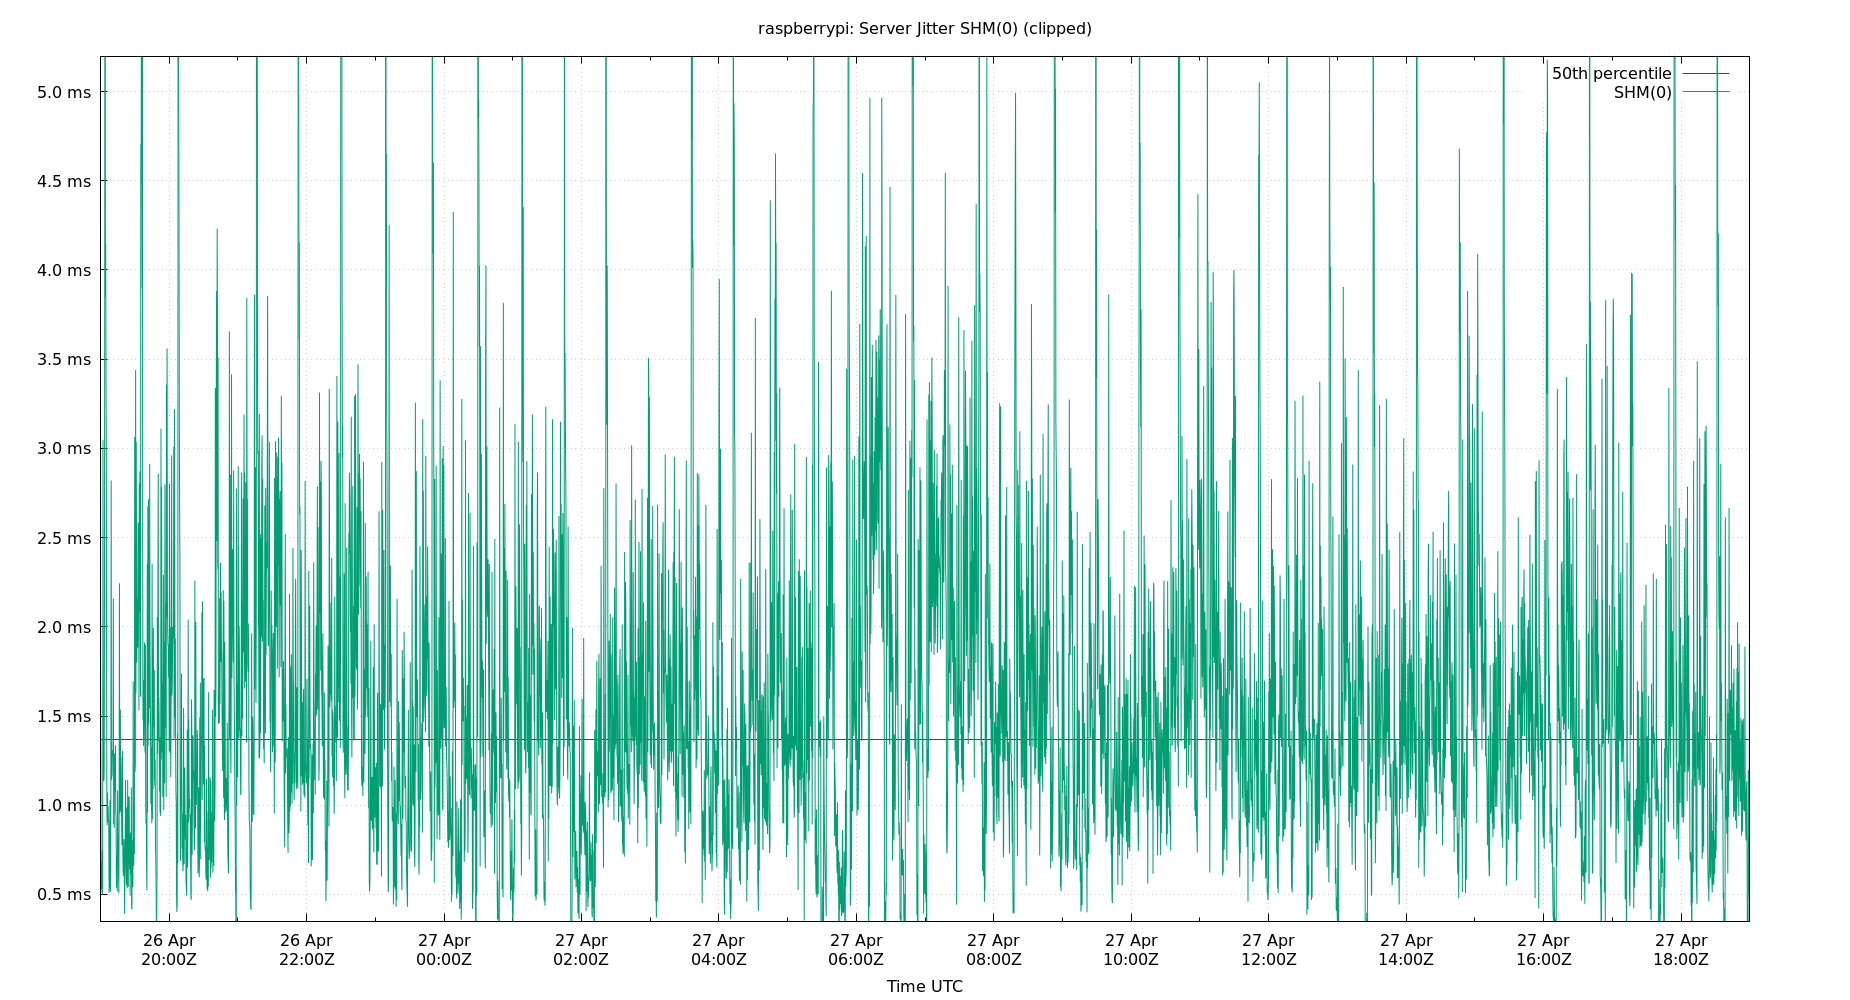 raspberrypi: Server Jitter SHM(0) (clipped)
50th percentile
SHM(0)
5.0 ms
4.5 ms
4.0 ms
3.5 ms
3.0 ms
2.5 ms
2.0 ms
1.5 ms
1.0 ms
0.5 ms
26 Apr 26 Apr 27 Apr 27 Apr 27 Apr 27 Apr 27 Apr 27 Apr 27 Apr 27 Apr 27 Apr 27 Apr
20:00Z 22:00Z 00:00Z 02:00Z 04:00Z 06:00Z 08:00Z 10:00Z 12:00Z 14:00Z 16:00Z 18:00Z
Time UTC